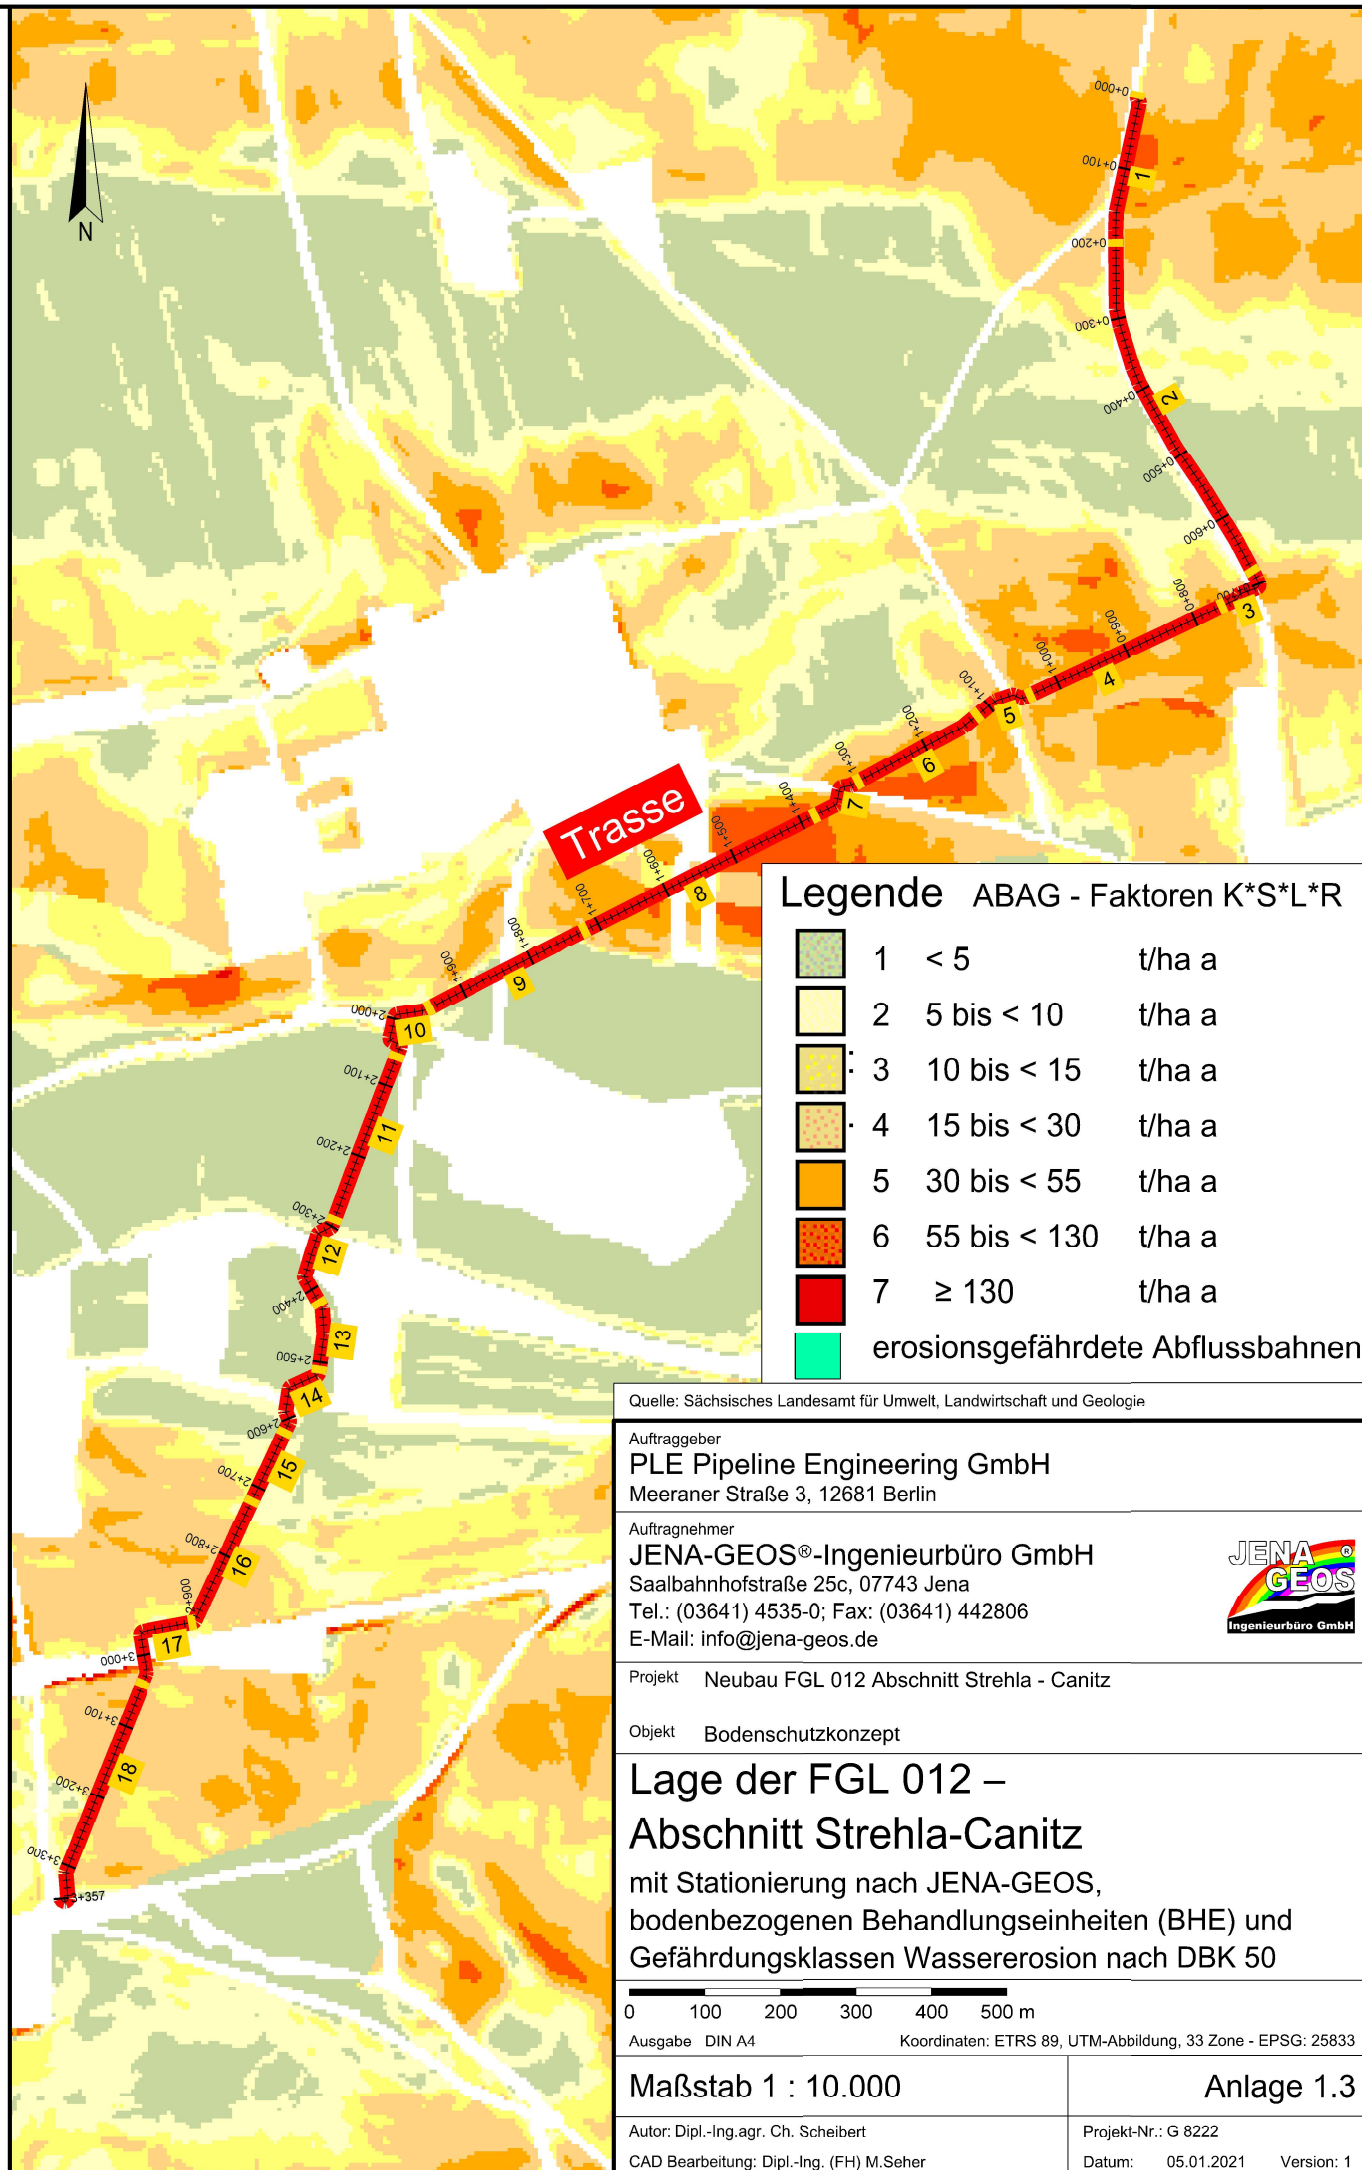 N
0+000
0+100
1
0+200
0+300
0+400
2
0+500
0+600
3
0+800
0+900
4
1+000
1+100
5
1+200
6
1+300
7
1+400
1+500
Trasse
1+600
8
1+700
1+800
9
1+900
2+000
10
2+100
11
2+200
2+300
12
2+400
13
2+500
14
2+600
15
2+700
2+800
16
2+900
17
3+000
3+100
18
3+200
3+300
3+357
Legende ABAG - Faktoren K*S*L*R
1 < 5 t/ha a
2 5 bis < 10 t/ha a
3 10 bis < 15 t/ha a
4 15 bis < 30 t/ha a
5 30 bis < 55 t/ha a
6 55 bis < 130 t/ha a
7 ≥ 130 t/ha a
erosionsgefährdete Abflussbahnen
Quelle: Sächsisches Landesamt für Umwelt, Landwirtschaft und Geologie
Auftraggeber
PLE Pipeline Engineering GmbH
Meeraner Straße 3, 12681 Berlin
Auftragnehmer
JENA-GEOS®-Ingenieurbüro GmbH
Saalbahnhofstraße 25c, 07743 Jena
Tel.: (03641) 4535-0; Fax: (03641) 442806
E-Mail: info@jena-geos.de
JENA ®
GEOS
Ingenieurbüro GmbH
Projekt Neubau FGL 012 Abschnitt Strehla - Canitz
Objekt Bodenschutzkonzept
Lage der FGL 012 –
Abschnitt Strehla-Canitz
mit Stationierung nach JENA-GEOS,
bodenbezogenen Behandlungseinheiten (BHE) und
Gefährdungsklassen Wassererosion nach DBK 50
0 100 200 300 400 500 m
Ausgabe DIN A4 Koordinaten: ETRS 89, UTM-Abbildung, 33 Zone - EPSG: 25833
Maßstab 1 : 10.000 Anlage 1.3
Autor: Dipl.-Ing.agr. Ch. Scheibert Projekt-Nr.: G 8222
CAD Bearbeitung: Dipl.-Ing. (FH) M.Seher Datum: 05.01.2021 Version: 1